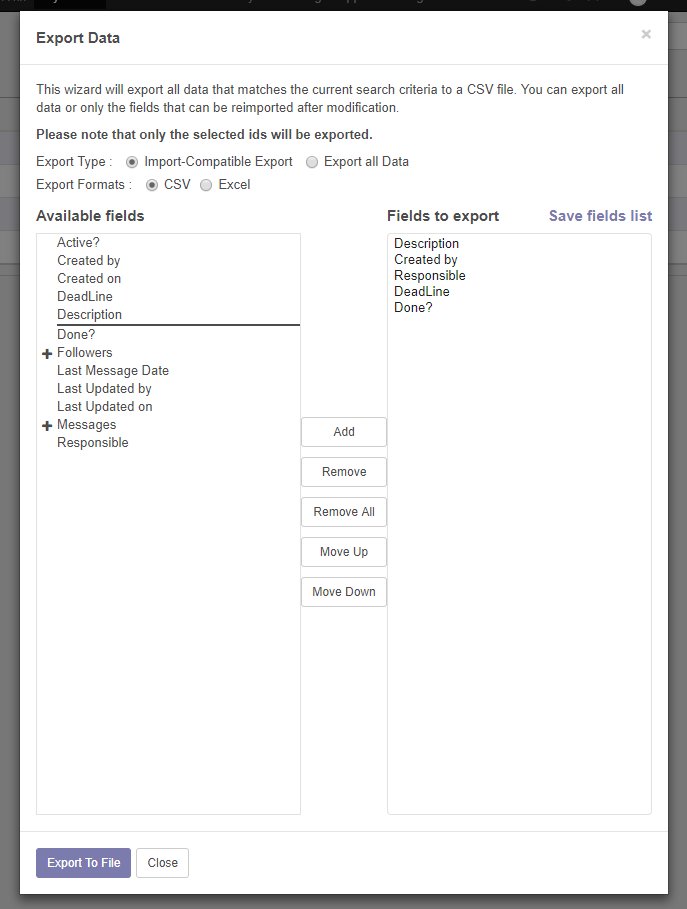 Export Data
×
This wizard will export all data that matches the current search criteria to a CSV file. You can export all
data or only the fields that can be reimported after modification.
Please note that only the selected ids will be exported.
Export Type : Import-Compatible Export Export all Data
Export Formats : CSV Excel
Available fields
Active?
Created by
Created on
DeadLine
Description
Done?
Followers
Last Message Date
Last Updated by
Last Updated on
Messages
Responsible
Add
Remove
Remove All
Move Up
Move Down
Fields to export Save fields list
Description
Created by
Responsible
DeadLine
Done?
Export To File Close